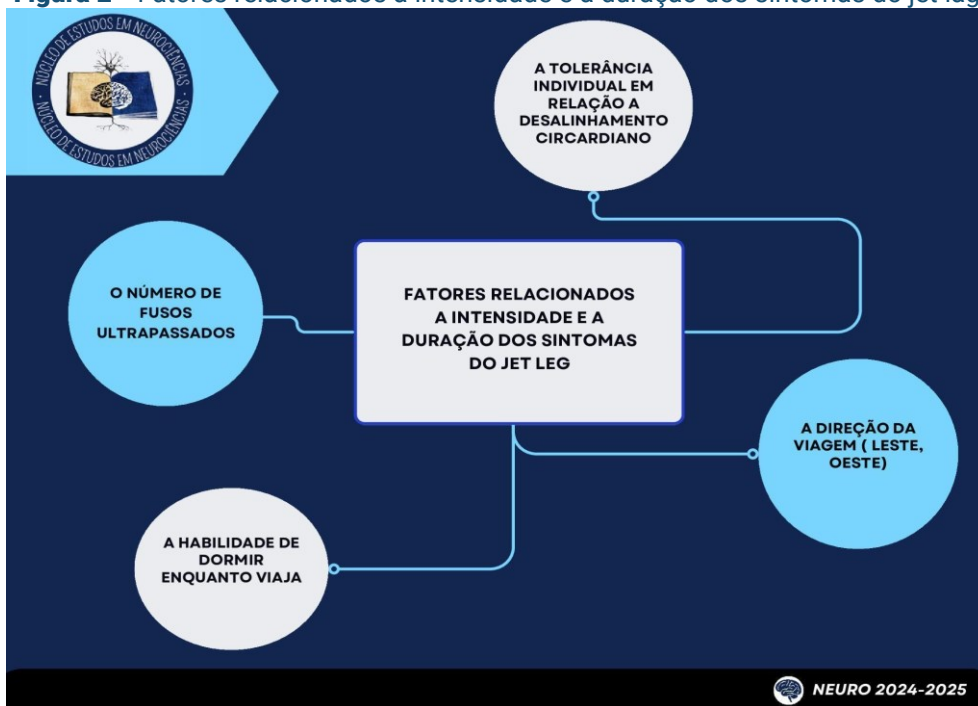 Figura 2 - Fatores relacionados a intensidade e a duração dos sintomas do jet lag
NÚCLEO DE ESTUDOS EM NEUROCIÊNCIAS
NÚCLEO DE ESTUDOS EM NEUROCIÊNCIAS
A TOLERÂNCIA
INDIVIDUAL EM
RELAÇÃO A
DESALINHAMENTO
CIRCARDIANO
O NÚMERO DE
FUSOS
ULTRAPASSADOS
FATORES RELACIONADOS
A INTENSIDADE E A
DURAÇÃO DOS SINTOMAS
DO JET LEG
A DIREÇÃO DA
VIAGEM ( LESTE,
OESTE)
A HABILIDADE DE
DORMIR
ENQUANTO VIAJA
NEURO 2024-2025